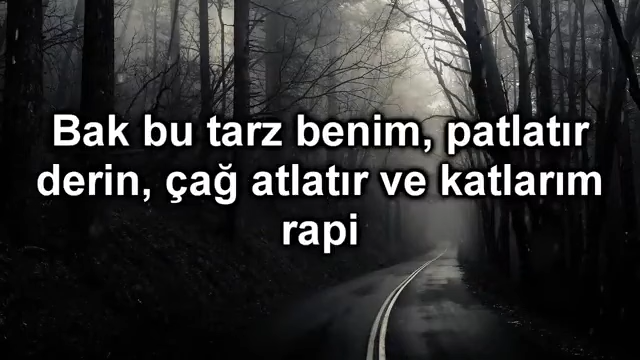 Bak bu tarz benim, patlatır
derin, çağ atlatır ve katlarım
rapi